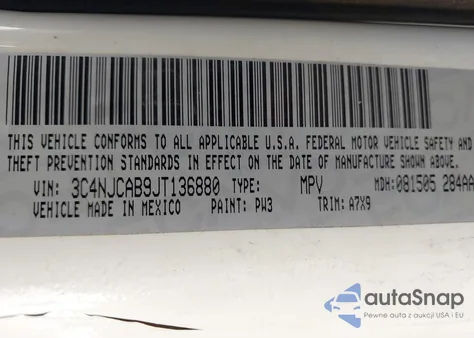 THIS VEHICLE CONFORMS TO ALL APPLICABLE U.S.A. FEDERAL MOTOR VEHICLE SAFETY AND
THEFT PREVENTION STANDARDS IN EFFECT ON THE DATE OF MANUFACTURE SHOWN ABOVE.
VIN: 3C4NJCAB9JT136880 TYPE: MPV MDH: 081505 284AA
VEHICLE MADE IN MEXICO PAINT: PW3 TRIM: A7X9
autoSnap
Pewne auta z aukcji USA i EU